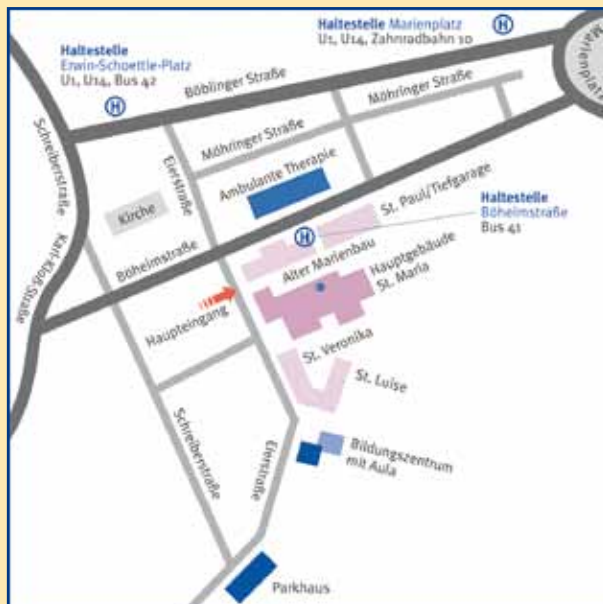 Haltestelle Marienplatz
U1, U14, Zahnradbahn 10
Marienplatz
Haltestelle
Erwin-Schoettle-Platz
U1, U14, Bus 42
H
H
Böblinger Straße
Möhringer Straße
Möhringer Straße
Schreiberstraße
Eierstraße
Ambulante Therapie
Kirche
St. Paul/Tiefgarage
Haltestelle
Böheimstraße
Bus 41
H
Karl-Kloß-Straße
Böheimstraße
Alter Marienbau
Hauptgebäude
St. Maria
Haupteingang
St. Veronika
St. Luise
Schreiberstraße
Eierstraße
Bildungszentrum
mit Aula
Parkhaus